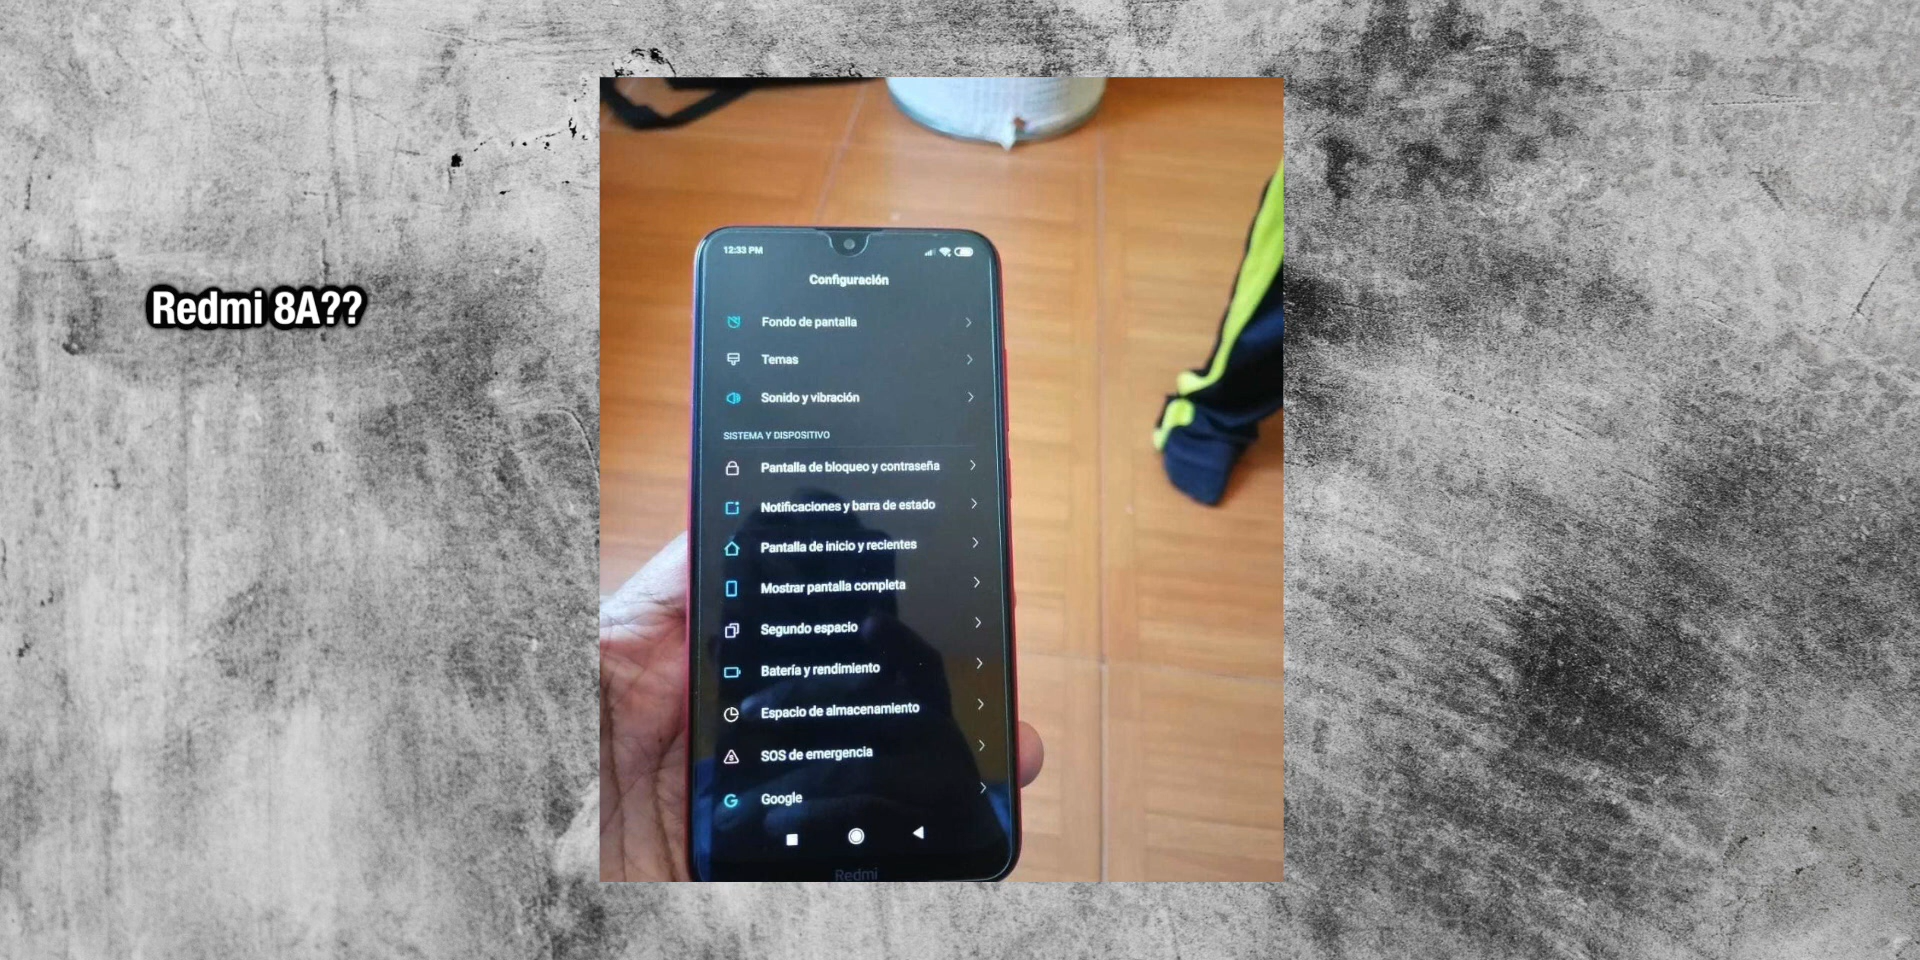 Redmi 8A??
12:33 PM
Configuración
Fondo de pantalla
Temas
Sonido y vibración
SISTEMA Y DISPOSITIVO
Pantalla de bloqueo y contraseña
Notificaciones y barra de estado
Pantalla de inicio y recientes
Mostrar pantalla completa
Segundo espacio
Batería y rendimiento
Espacio de almacenamiento
SOS de emergencia
Google
Redmi